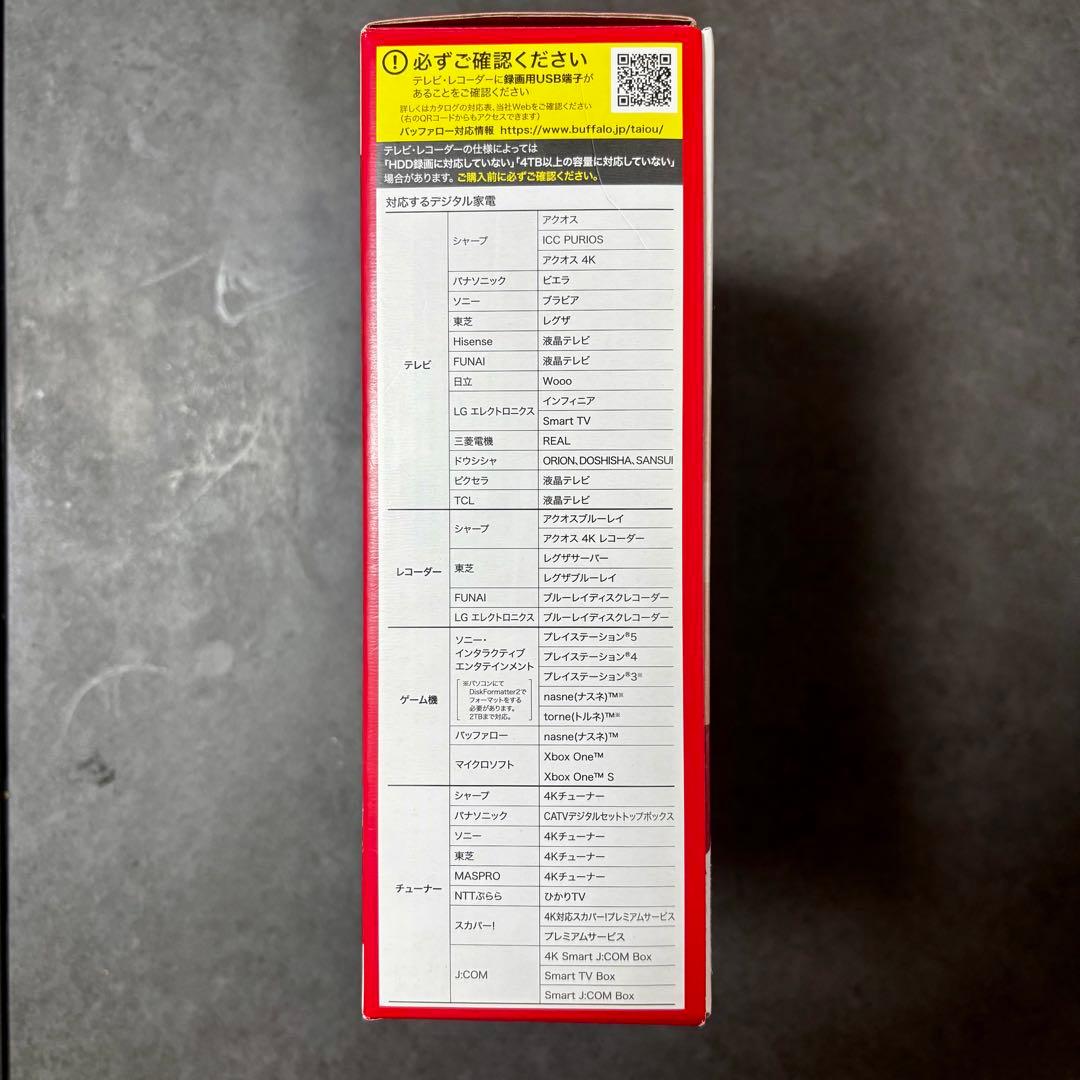 ! 必ずご確認ください
テレビ・レコーダーに録画用USB端子が
あることをご確認ください
詳しくはカタログの対応表、当社Webをご確認ください
(右のQRコードからもアクセスできます)
バッファロー対応情報 https://www.buffalo.jp/taiou/
テレビ・レコーダーの仕様によっては
「HDD録画に対応していない」「4TB以上の容量に対応していない」
場合があります。ご購入前に必ずご確認ください。
対応するデジタル家電
テレビ
シャープ
アクオス
ICC PURIOS
アクオス 4K
パナソニック ビエラ
ソニー ブラビア
東芝 レグザ
Hisense 液晶テレビ
FUNAI 液晶テレビ
日立 Wooo
LG エレクトロニクス
インフィニア
Smart TV
三菱電機 REAL
ドウシシャ ORION、DOSHISHA、SANSUI
ピクセラ 液晶テレビ
TCL 液晶テレビ
レコーダー
シャープ
アクオスブルーレイ
アクオス 4K レコーダー
東芝
レグザサーバー
レグザブルーレイ
FUNAI ブルーレイディスクレコーダー
LG エレクトロニクス ブルーレイディスクレコーダー
ゲーム機
ソニー・
インタラクティブ
エンタテインメント
※パソコンにて
DiskFormatter2で
フォーマットをする
必要があります。
2TBまで対応。
プレイステーション®5
プレイステーション®4
プレイステーション®3※
nasne(ナスネ)™※
torne(トルネ)™※
バッファロー nasne(ナスネ)™
マイクロソフト
Xbox One™
Xbox One™ S
チューナー
シャープ 4Kチューナー
パナソニック CATVデジタルセットトップボックス
ソニー 4Kチューナー
東芝 4Kチューナー
MASPRO 4Kチューナー
NTTぷらら ひかりTV
スカパー!
4K対応スカパー!プレミアムサービス
プレミアムサービス
J:COM
4K Smart J:COM Box
Smart TV Box
Smart J:COM Box